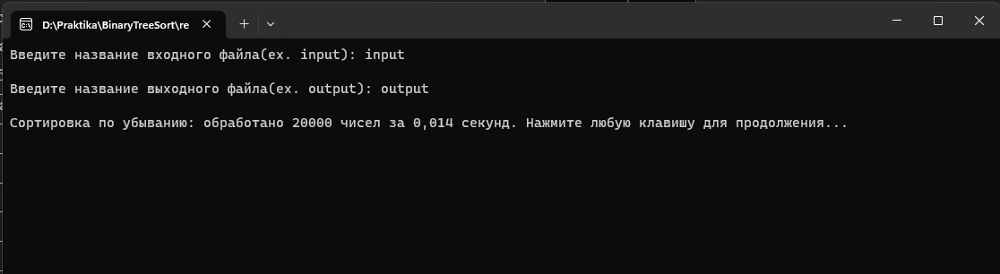 D:\Praktika\BinaryTreeSort\re
Введите название входного файла(ex. input): input
Введите название выходного файла(ex. output): output
Сортировка по убыванию: обработано 20000 чисел за 0,014 секунд. Нажмите любую клавишу для продолжения...